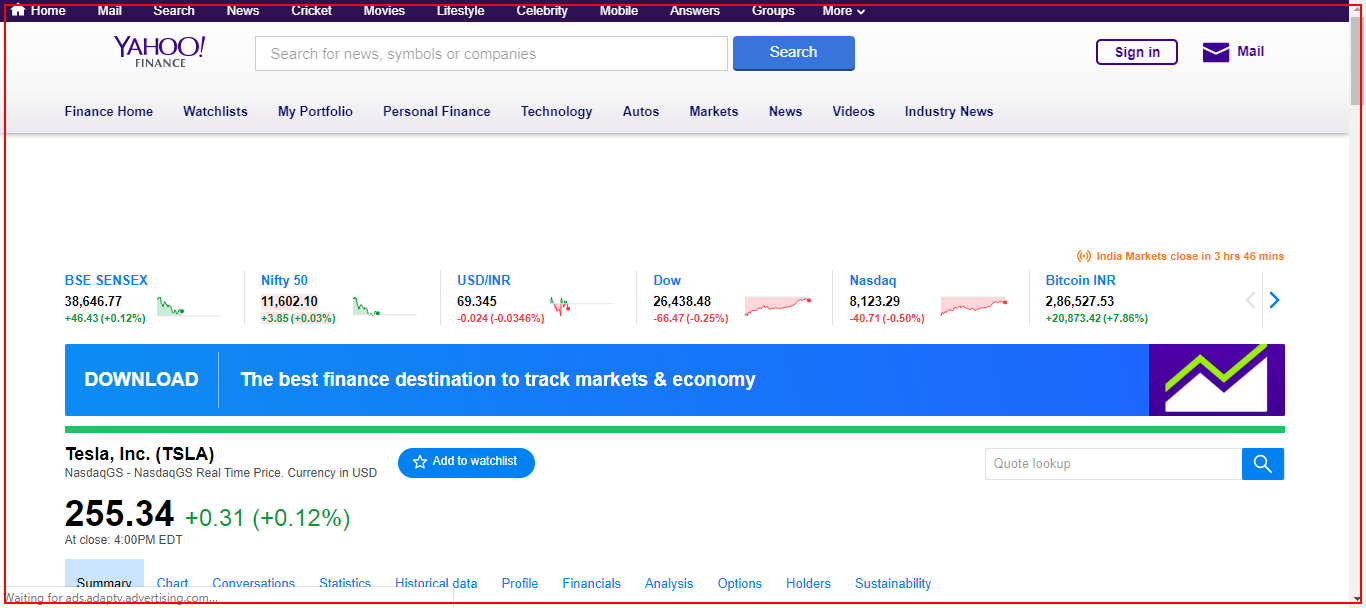 Home Mail Search News Cricket Movies Lifestyle Celebrity Mobile Answers Groups More
YAHOO!
FINANCE
Search for news, symbols or companies
Search
Sign in
Mail
Finance Home Watchlists My Portfolio Personal Finance Technology Autos Markets News Videos Industry News
India Markets close in 3 hrs 46 mins
BSE SENSEX Nifty 50 USD/INR Dow Nasdaq Bitcoin INR
38,646.77 11,602.10 69.345 26,438.48 8,123.29 2,86,527.53
+46.43 (+0.12%) +3.85 (+0.03%) -0.024 (-0.0346%) -66.47 (-0.25%) -40.71 (-0.50%) +20,873.42 (+7.86%)
DOWNLOAD The best finance destination to track markets & economy
Tesla, Inc. (TSLA)
NasdaqGS - NasdaqGS Real Time Price. Currency in USD
Add to watchlist
Quote lookup
255.34 +0.31 (+0.12%)
At close: 4:00PM EDT
Summary Chart Conversations Statistics Historical data Profile Financials Analysis Options Holders Sustainability
Waiting for ads.adaptv.advertising.com...